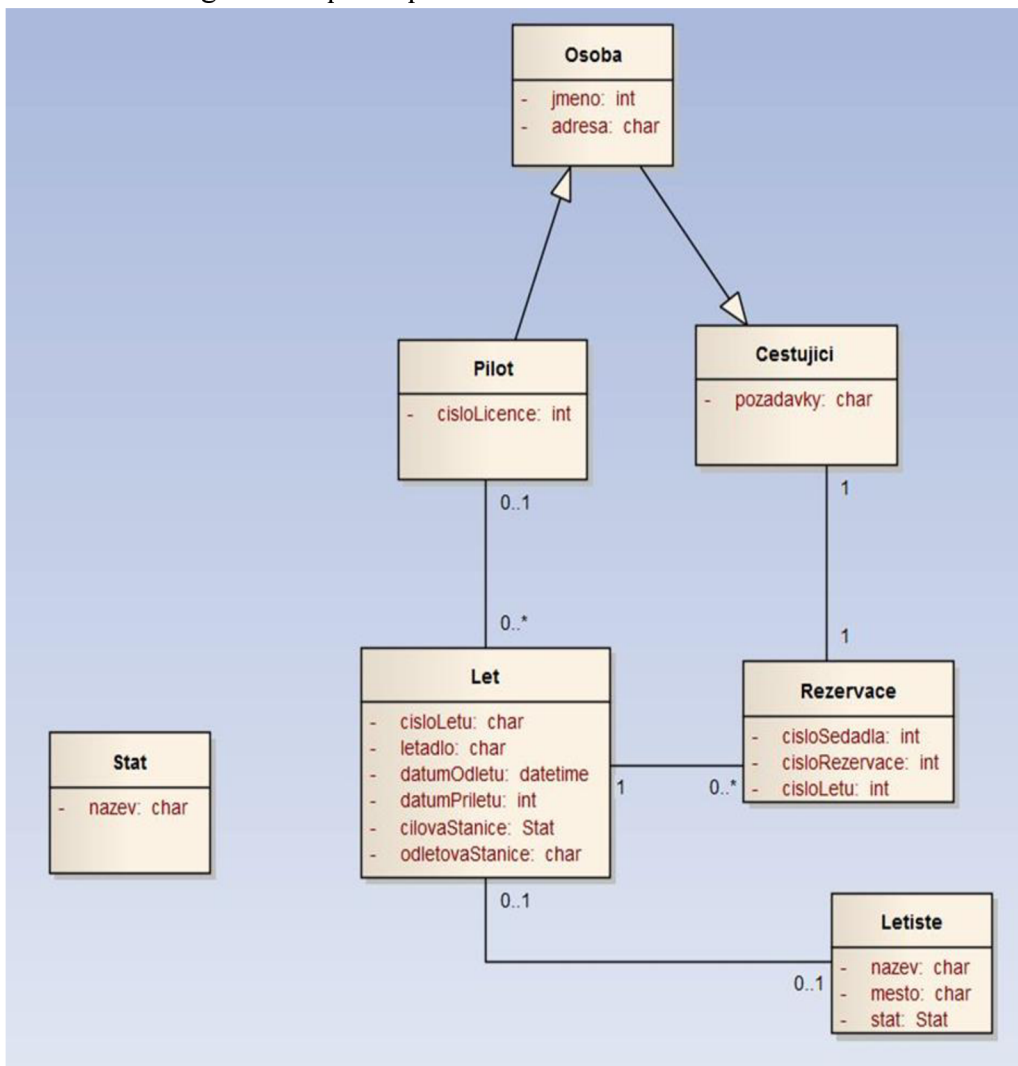 Osoba
- jmeno: int
- adresa: char
Pilot
- cisloLicence: int
Cestujici
- pozadavky: char
0..1
1
0..*
1
Let
- cisloLetu: char
- letadlo: char
- datumOdletu: datetime
- datumPriletu: int
- cilovaStanice: Stat
- odletovaStanice: char
Rezervace
- cisloSedadla: int
- cisloRezervace: int
- cisloLetu: int
1
0..*
Stat
- nazev: char
0..1
0..1
Letiste
- nazev: char
- mesto: char
- stat: Stat